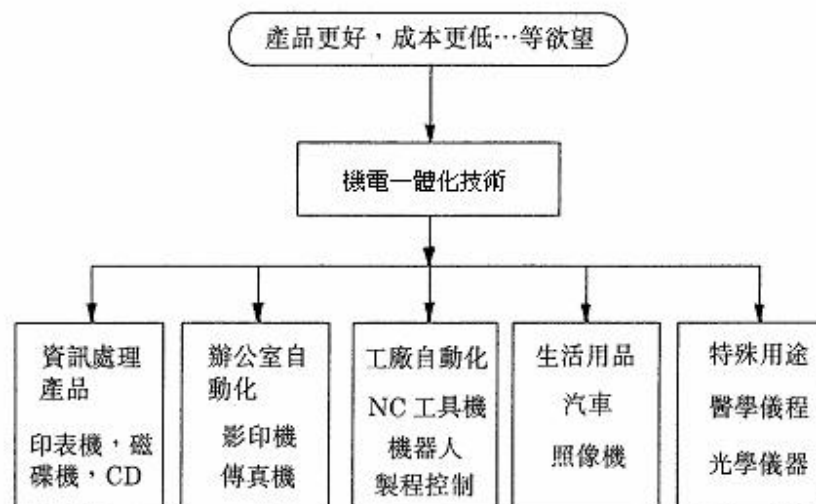 產品更好，成本更低…等欲望
機電一體化技術
資訊處理
產品
印表機，磁
碟機，CD
辦公室自
動化
影印機
傳真機
工廠自動化
NC 工具機
機器人
製程控制
生活用品
汽車
照像機
特殊用途
醫學儀程
光學儀器